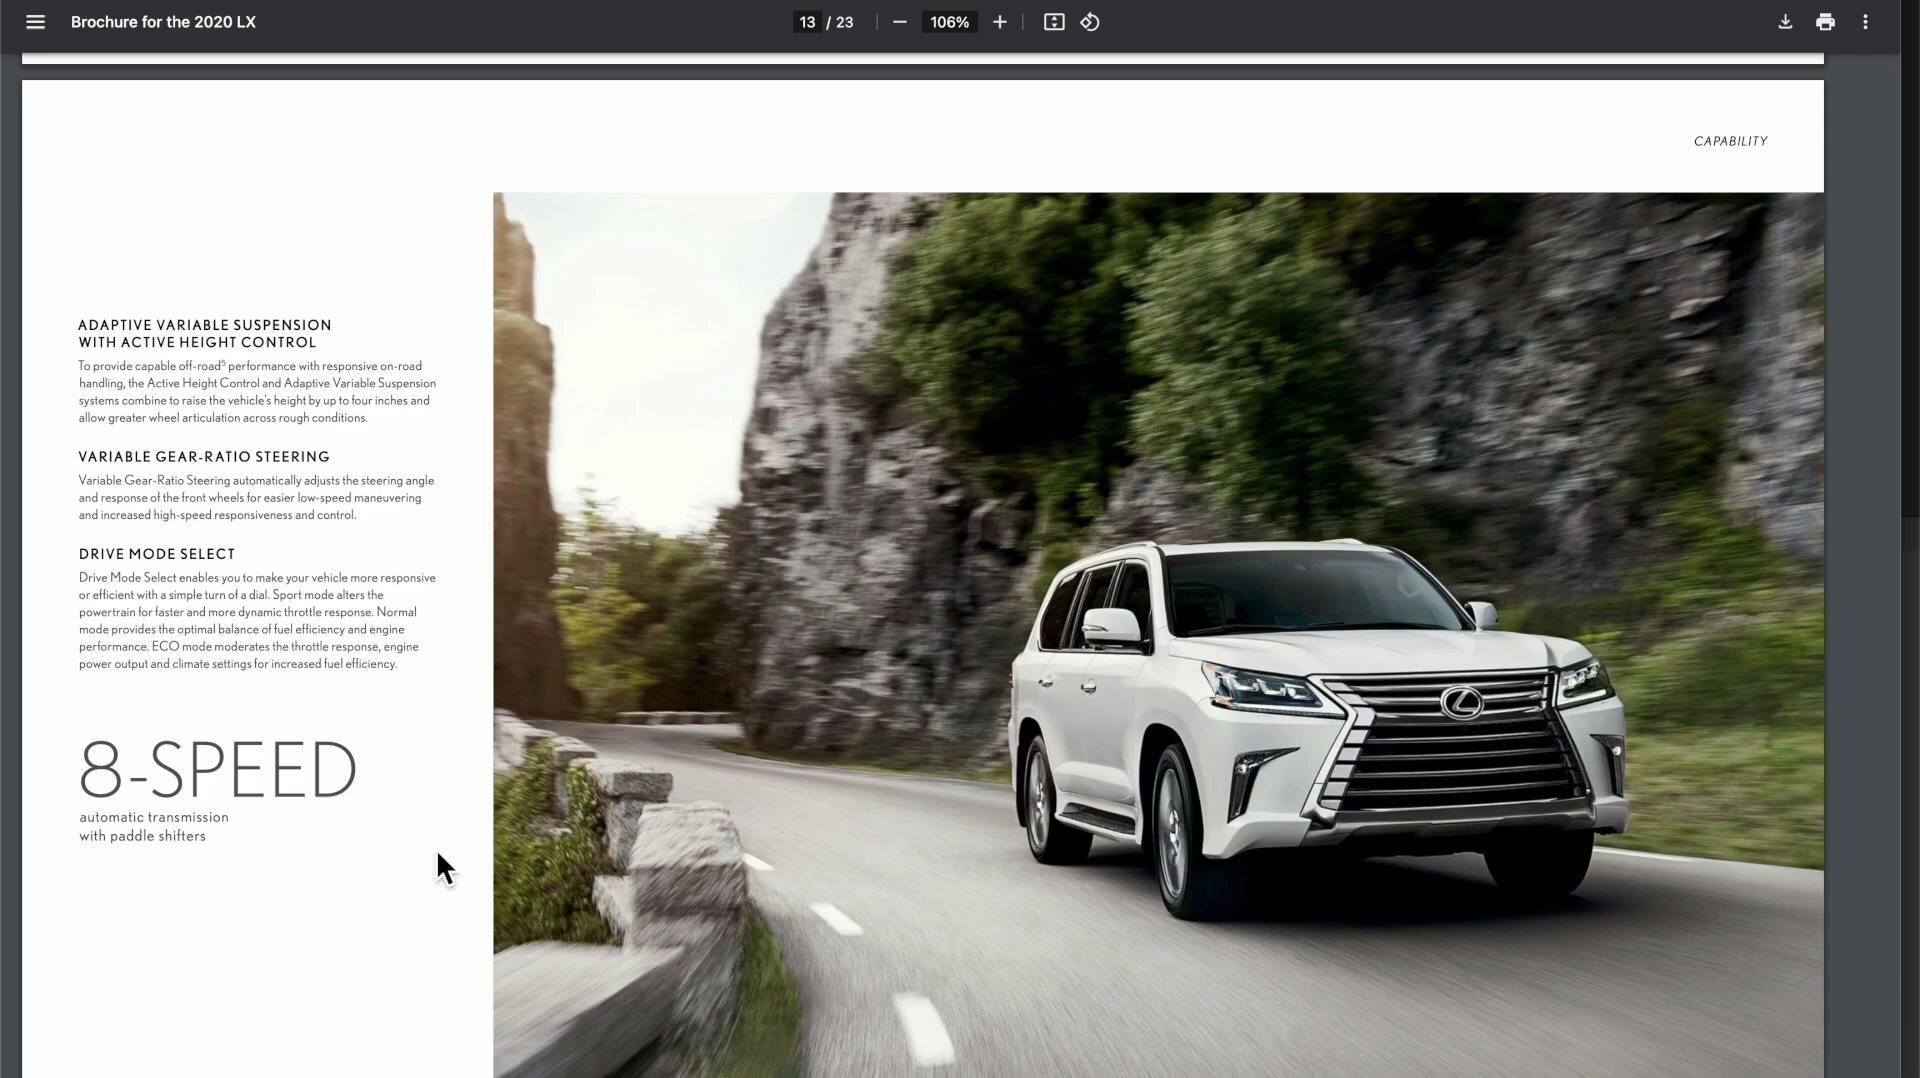 Brochure for the 2020 LX
13 / 23
106%
CAPABILITY
ADAPTIVE VARIABLE SUSPENSION
WITH ACTIVE HEIGHT CONTROL
To provide capable off-road⁵ performance with responsive on-road
handling, the Active Height Control and Adaptive Variable Suspension
systems combine to raise the vehicle's height by up to four inches and
allow greater wheel articulation across rough conditions.
VARIABLE GEAR-RATIO STEERING
Variable Gear-Ratio Steering automatically adjusts the steering angle
and response of the front wheels for easier low-speed maneuvering
and increased high-speed responsiveness and control.
DRIVE MODE SELECT
Drive Mode Select enables you to make your vehicle more responsive
or efficient with a simple turn of a dial. Sport mode alters the
powertrain for faster and more dynamic throttle response. Normal
mode provides the optimal balance of fuel efficiency and engine
performance. ECO mode moderates the throttle response, engine
power output and climate settings for increased fuel efficiency.
8-SPEED
automatic transmission
with paddle shifters